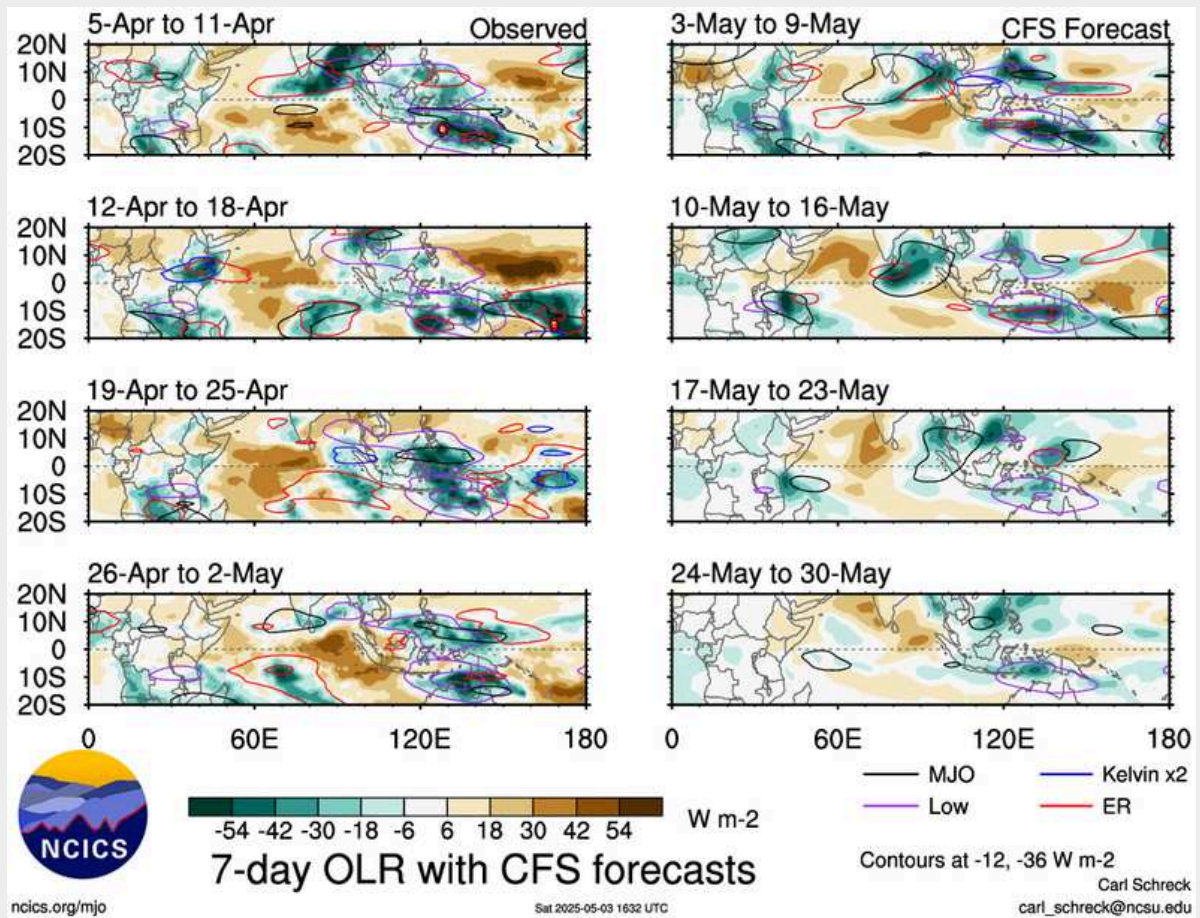 5-Apr to 11-Apr Observed
20N
10N
0
10S
20S
3-May to 9-May CFS Forecast
12-Apr to 18-Apr
20N
10N
0
10S
20S
10-May to 16-May
19-Apr to 25-Apr
20N
10N
0
10S
20S
17-May to 23-May
26-Apr to 2-May
20N
10N
0
10S
20S
24-May to 30-May
0 60E 120E 180
0 60E 120E 180
NCICS
-54 -42 -30 -18 -6 6 18 30 42 54
W m-2
MJO Kelvin x2
Low ER
7-day OLR with CFS forecasts
Contours at -12, -36 W m-2
Carl Schreck
ncics.org/mjo
Sat 2025-05-03 1632 UTC
carl_schreck@ncsu.edu